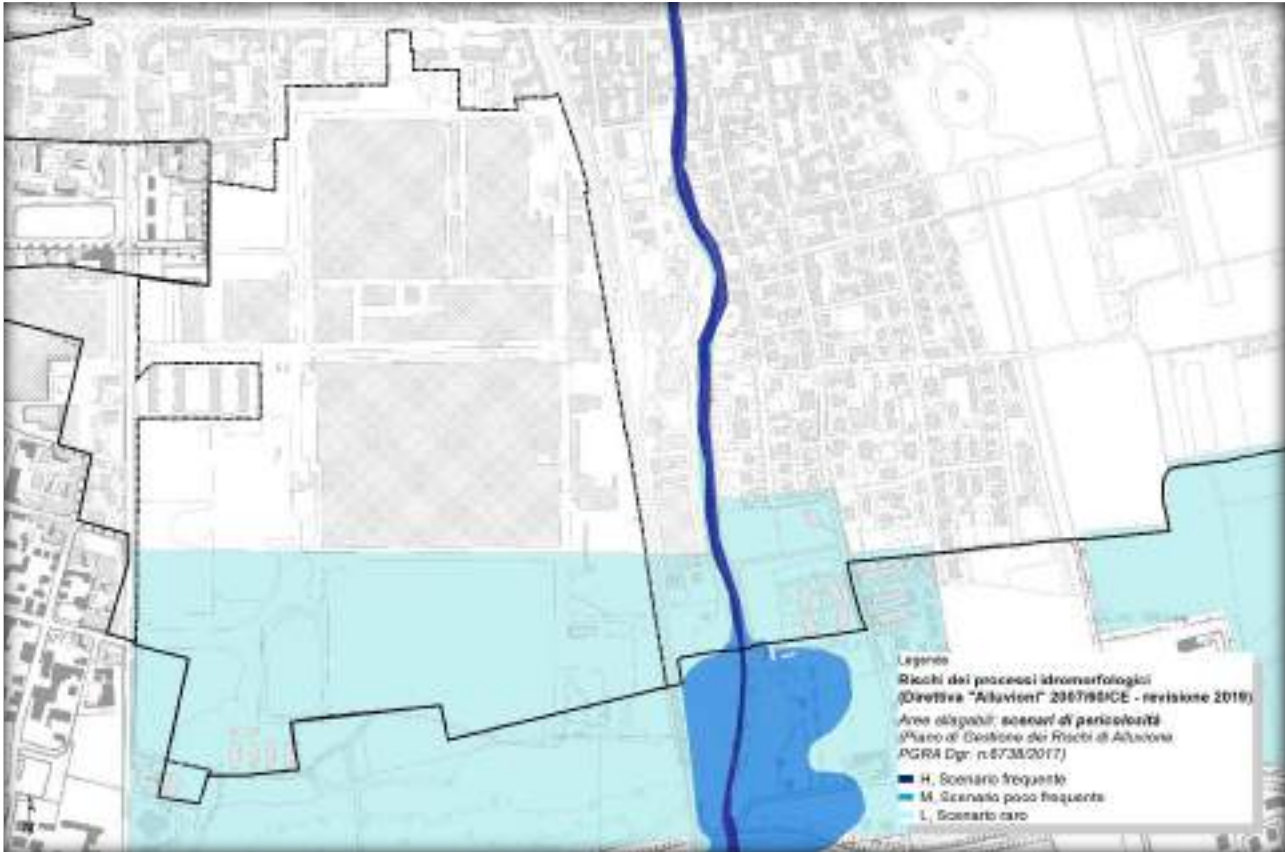 Legenda
Rischi dei processi idromorfologici
(Direttiva "Alluvioni" 2007/60/CE - revisione 2019)
Aree allagabili: scenari di pericolosità
(Piano di Gestione dei Rischi di Alluvione
PGRA Dgr. n.6738/2017)
H, Scenario frequente
M, Scenario poco frequente
L, Scenario raro